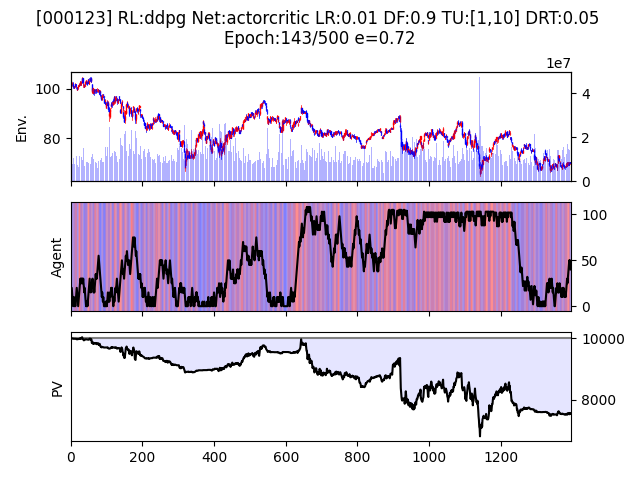 [000123] RL:ddpg Net:actorcritic LR:0.01 DF:0.9 TU:[1,10] DRT:0.05
Epoch:143/500 e=0.72
1e7
100
80
Env.
4
2
0
Agent
100
50
0
PV
10000
8000
0
200
400
600
800
1000
1200